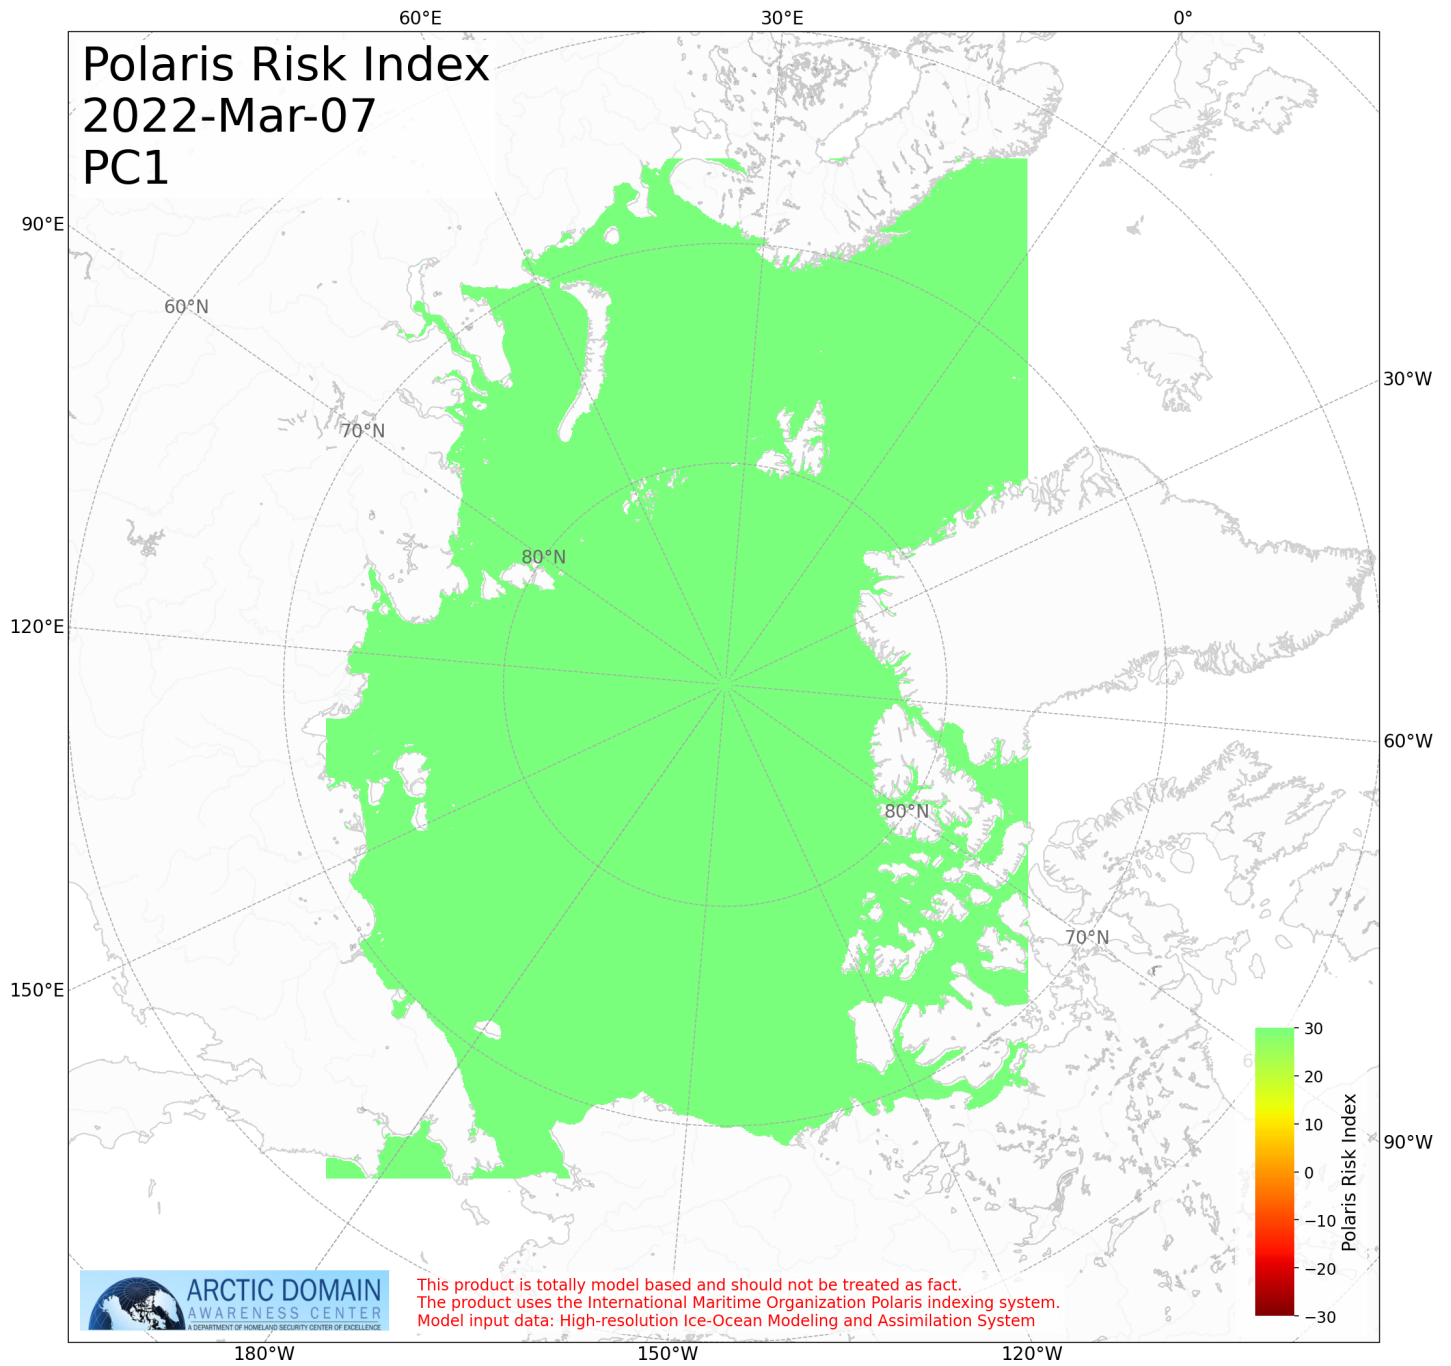 60°E
30°E
0°
Polaris Risk Index
2022-Mar-07
PC1
90°E
60°N
30°W
70°N
80°N
120°E
60W°
80°N
70°N
150°E
30
20
10
0
−10
−20
−30
Polaris Risk Index
90°W
ARCTIC DOMAIN
AWARENESS CENTER
A DEPARTMENT OF HOMELAND SECURITY CENTER OF EXCELLENCE
This product is totally model based and should not be treated as fact.
The product uses the International Maritime Organization Polaris indexing system.
Model input data: High-resolution Ice-Ocean Modeling and Assimilation System
180°W
150°W
120°W